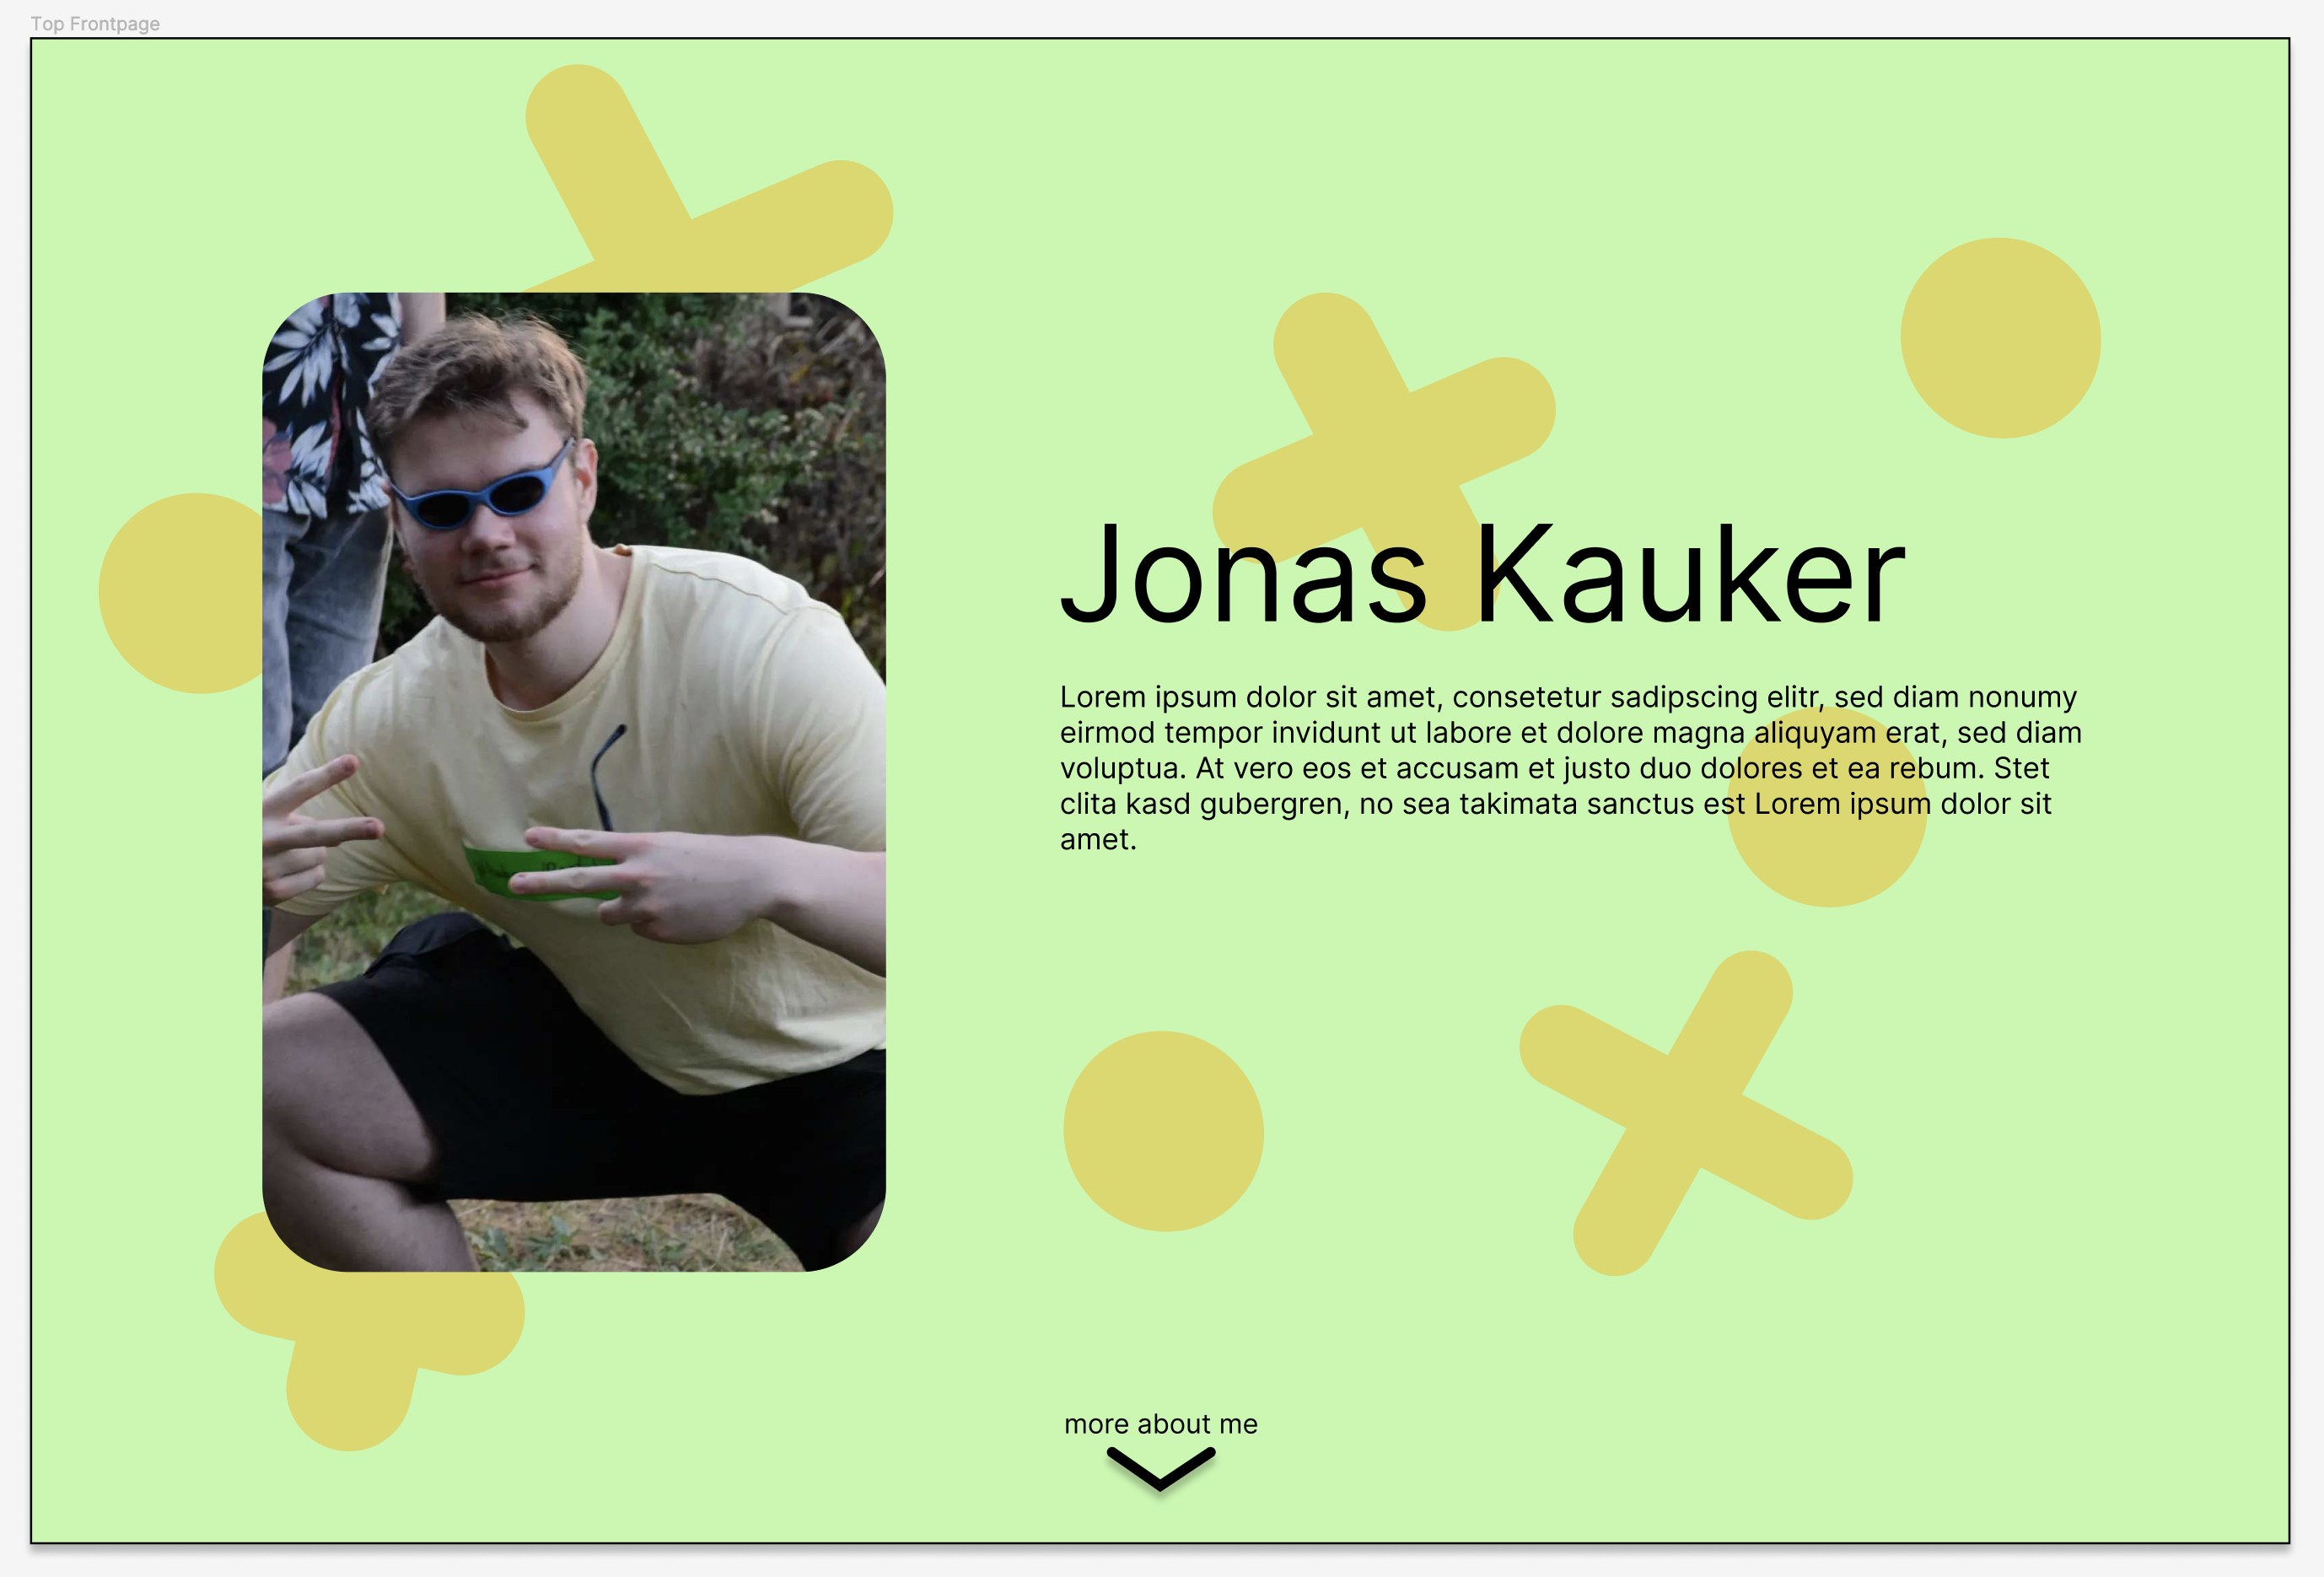 Top Frontpage
Jonas Kauker
Lorem ipsum dolor sit amet, consetetur sadipscing elitr, sed diam nonumy
eirmod tempor invidunt ut labore et dolore magna aliquyam erat, sed diam
voluptua. At vero eos et accusam et justo duo dolores et ea rebum. Stet
clita kasd gubergren, no sea takimata sanctus est Lorem ipsum dolor sit
amet.
more about me